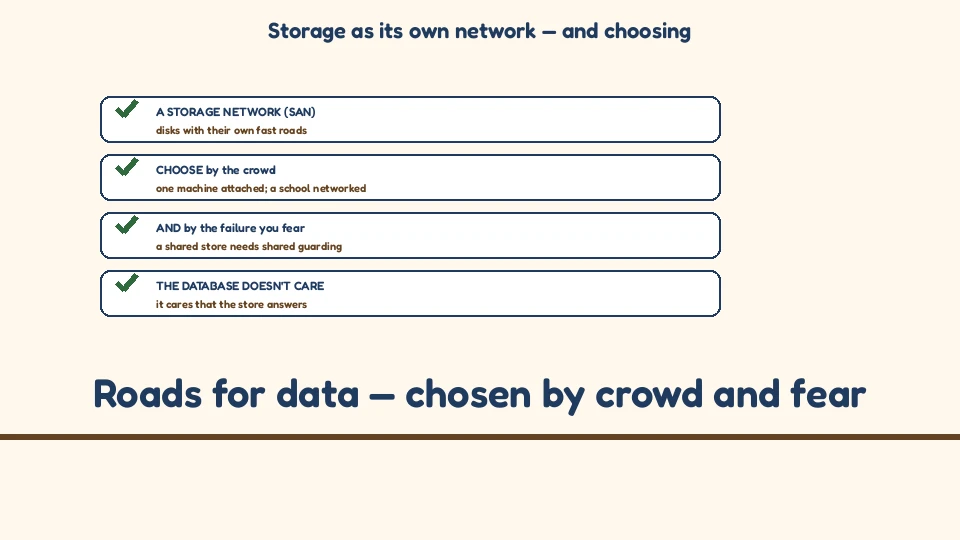 Storage as its own network — and choosing
A STORAGE NETWORK (SAN)
disks with their own fast roads
CHOOSE by the crowd
one machine attached; a school networked
AND by the failure you fear
a shared store needs shared guarding
THE DATABASE DOESN'T CARE
it cares that the store answers
Roads for data — chosen by crowd and fear